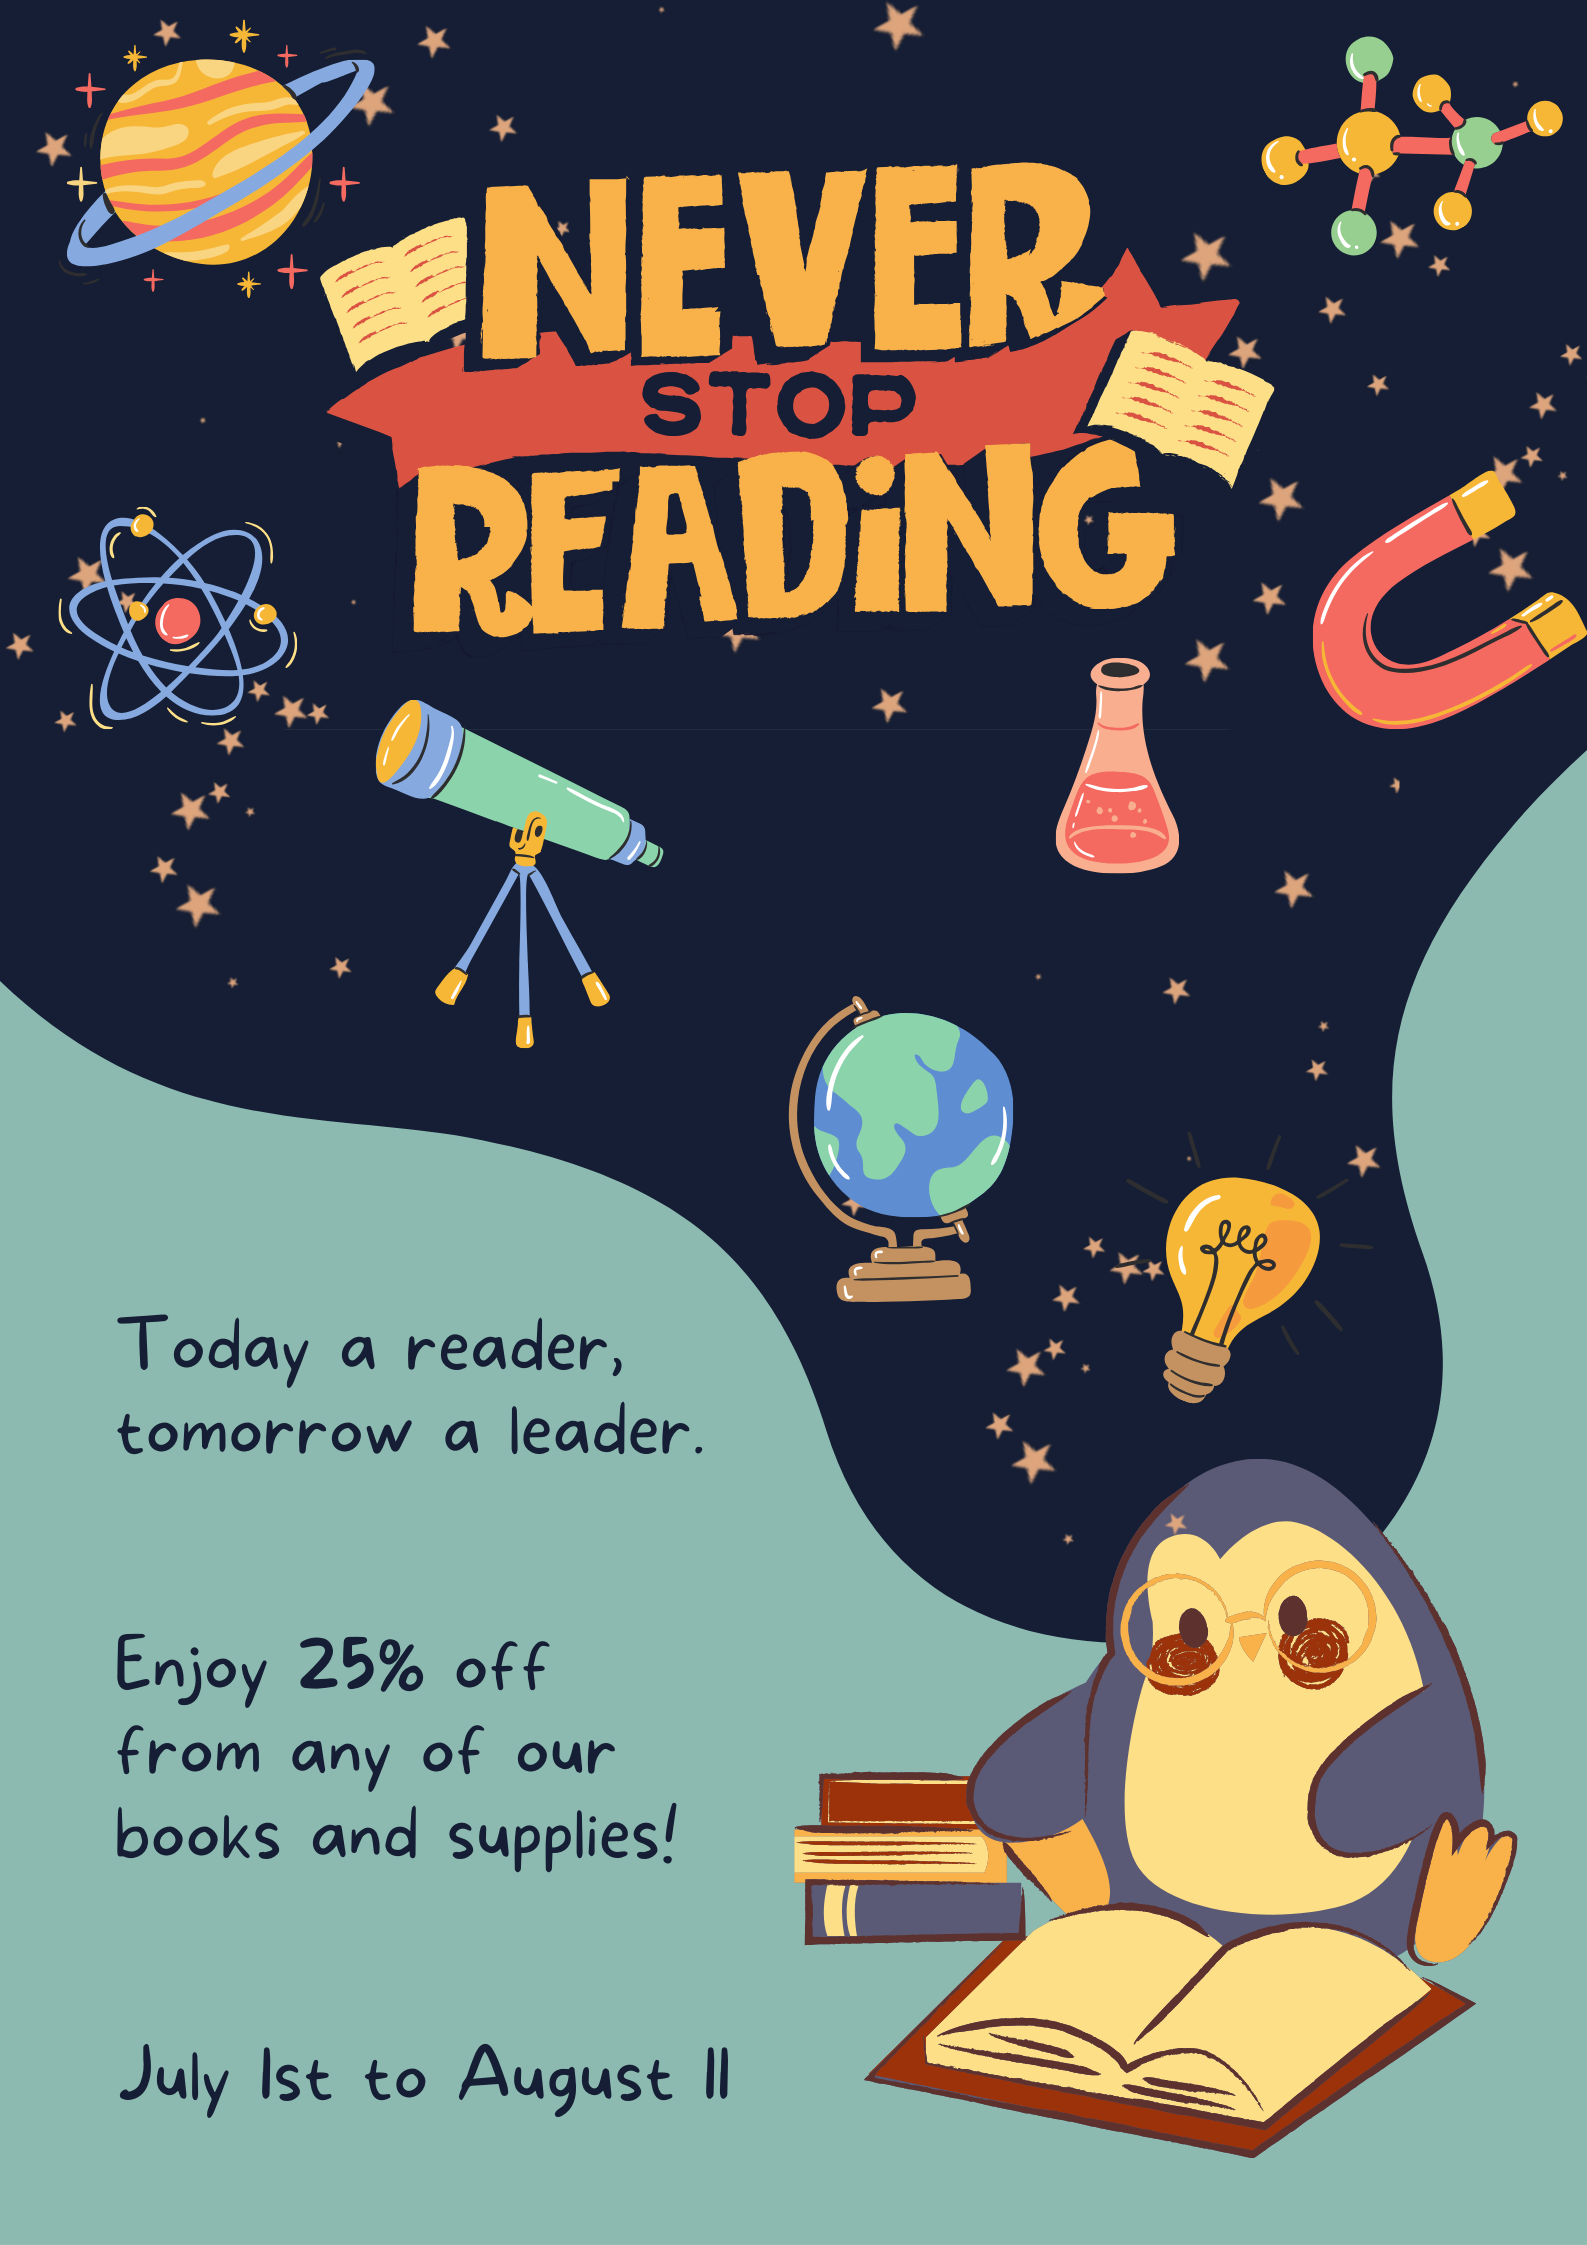 NEVER
STOP
READiNG
Today a reader,
tomorrow a leader.
Enjoy 25% off
from any of our
books and supplies!
July 1st to August 11